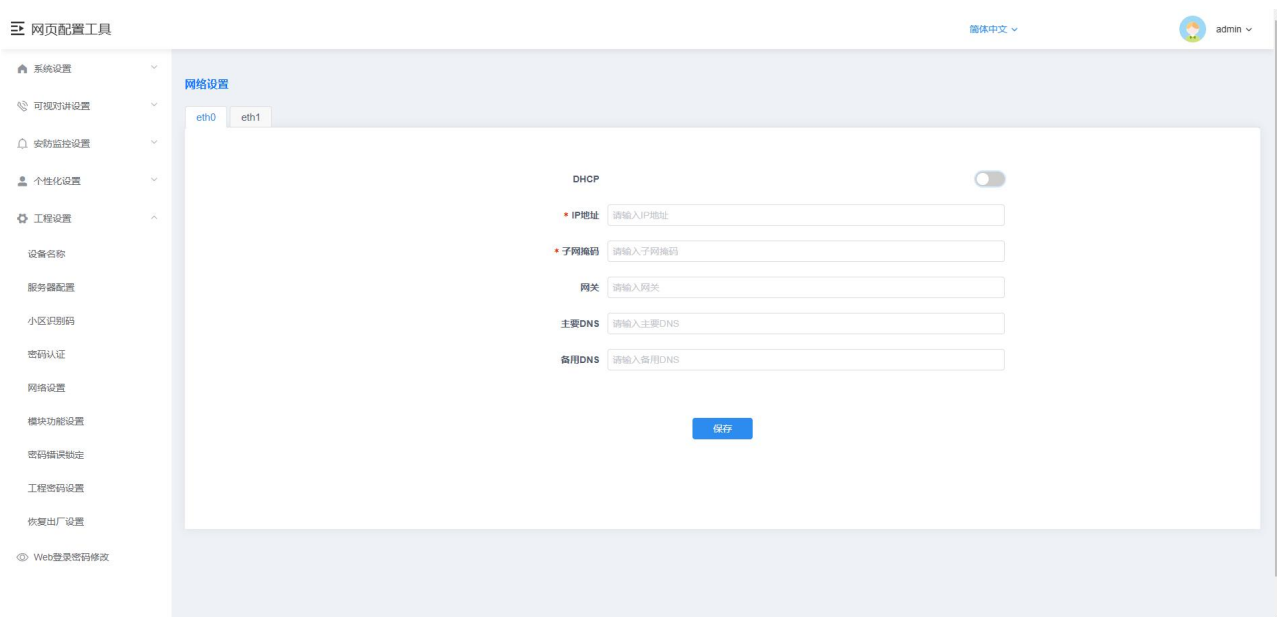 网页配置工具
简体中文
admin
系统设置
可视对讲设置
安防监控设置
个性化设置
工程设置
设备名称
服务器配置
小区识别码
密码认证
网络设置
模块功能设置
密码错误锁定
工程密码设置
恢复出厂设置
Web登录密码修改
网络设置
eth0 eth1
DHCP
* IP地址 请输入IP地址
* 子网掩码 请输入子网掩码
网关 请输入网关
主要DNS 请输入主要DNS
备用DNS 请输入备用DNS
保存